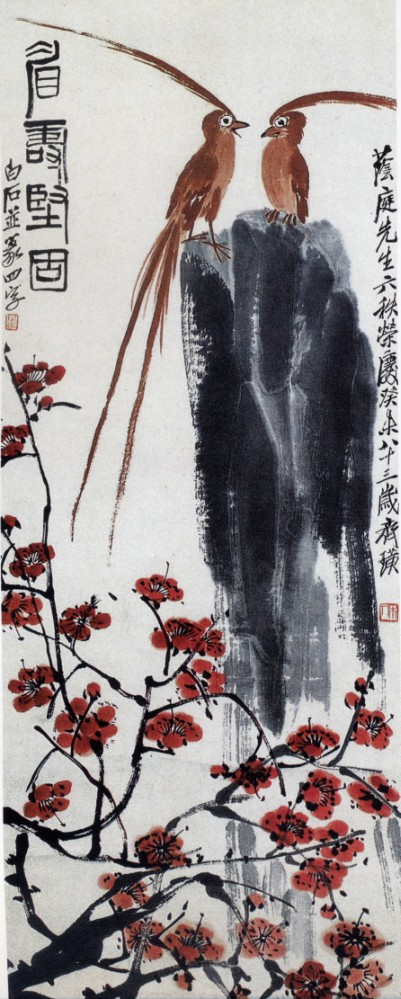 蔭庭先生六秩榮慶癸未八十三歲齊璜
眉壽堅固
白石並篆四字